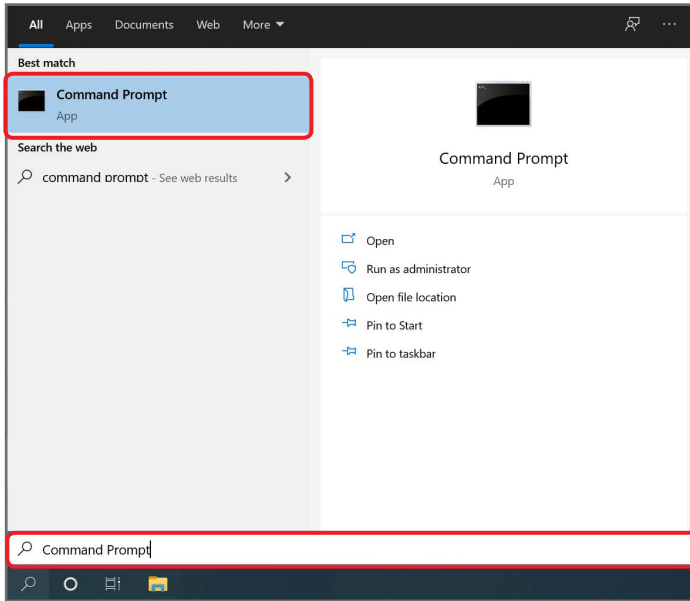 All Apps Documents Web More
Best match
Command Prompt
App
Search the web
command prompt - See web results
Command Prompt
App
Open
Run as administrator
Open file location
Pin to Start
Pin to taskbar
Command Prompt